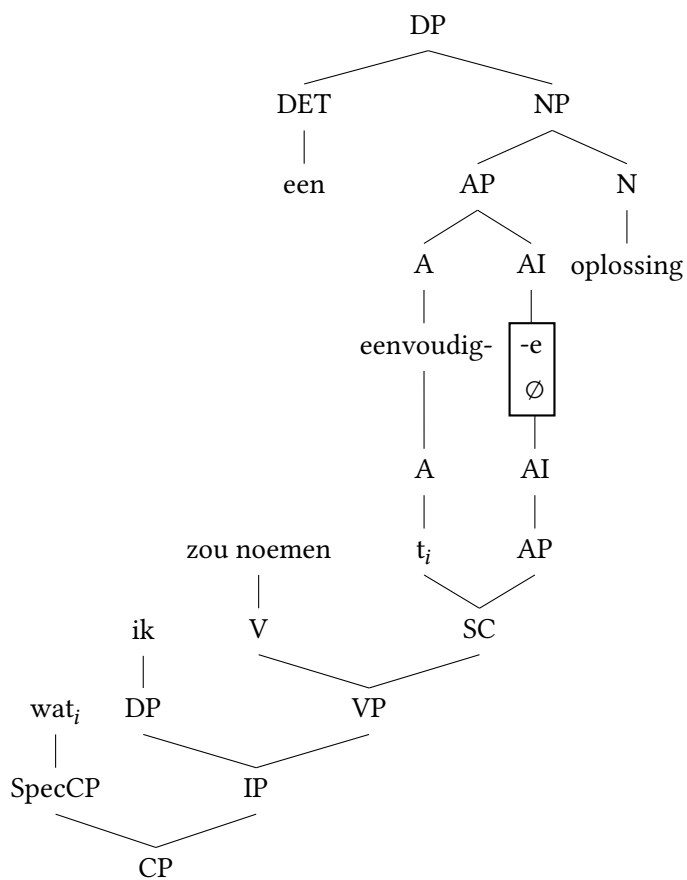 DP
DET NP
een AP N
A AI oplossing
eenvoudig- -e
∅
A AI
zou noemen tᵢ AP
ik V SC
watᵢ DP VP
SpecCP IP
CP